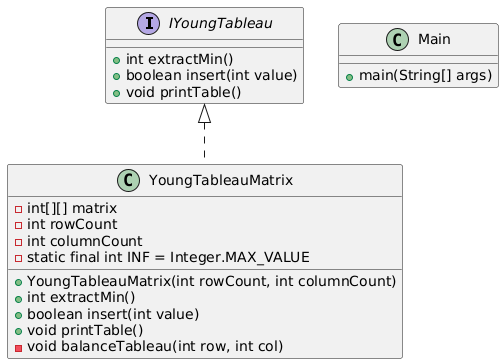 I IYoungTableau
int extractMin()
boolean insert(int value)
void printTable()
C Main
main(String[] args)
C YoungTableauMatrix
int[][] matrix
int rowCount
int columnCount
static final int INF = Integer.MAX_VALUE
YoungTableauMatrix(int rowCount, int columnCount)
int extractMin()
boolean insert(int value)
void printTable()
void balanceTableau(int row, int col)